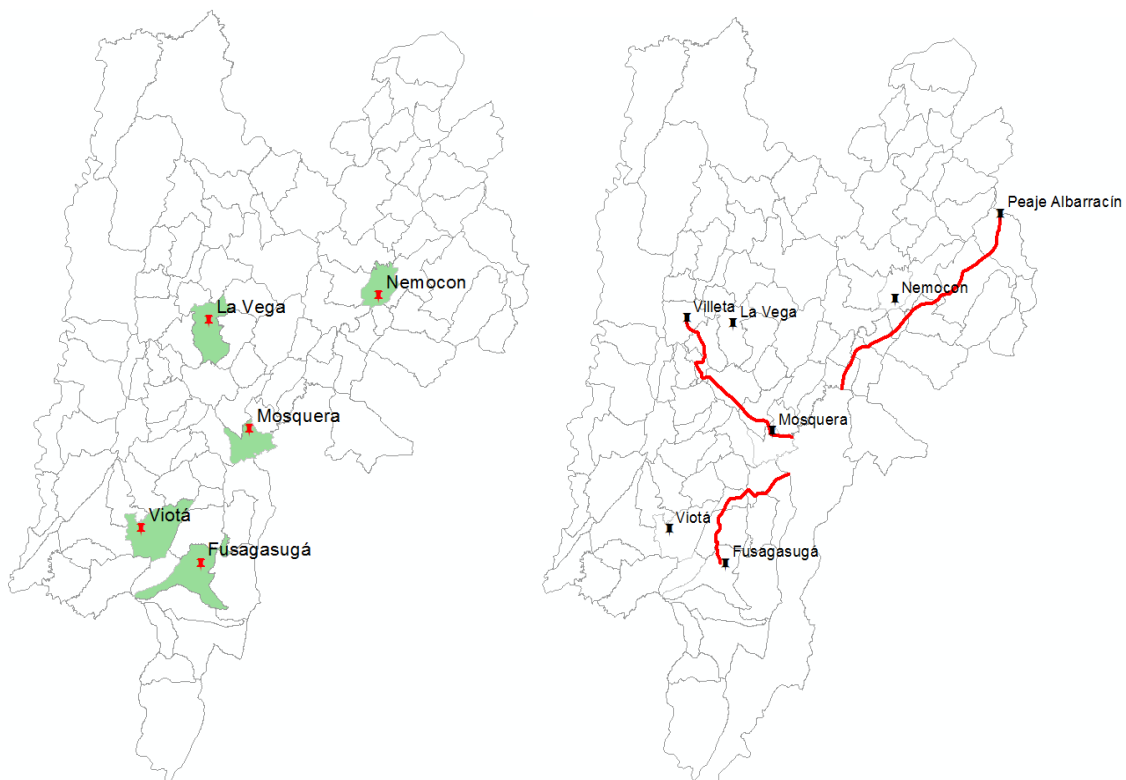 Nemocon
La Vega
Mosquera
Viotá
Fusagasugá
Peaje Albarracín
Nemocon
Villeta
La Vega
Mosquera
Viotá
Fusagasugá